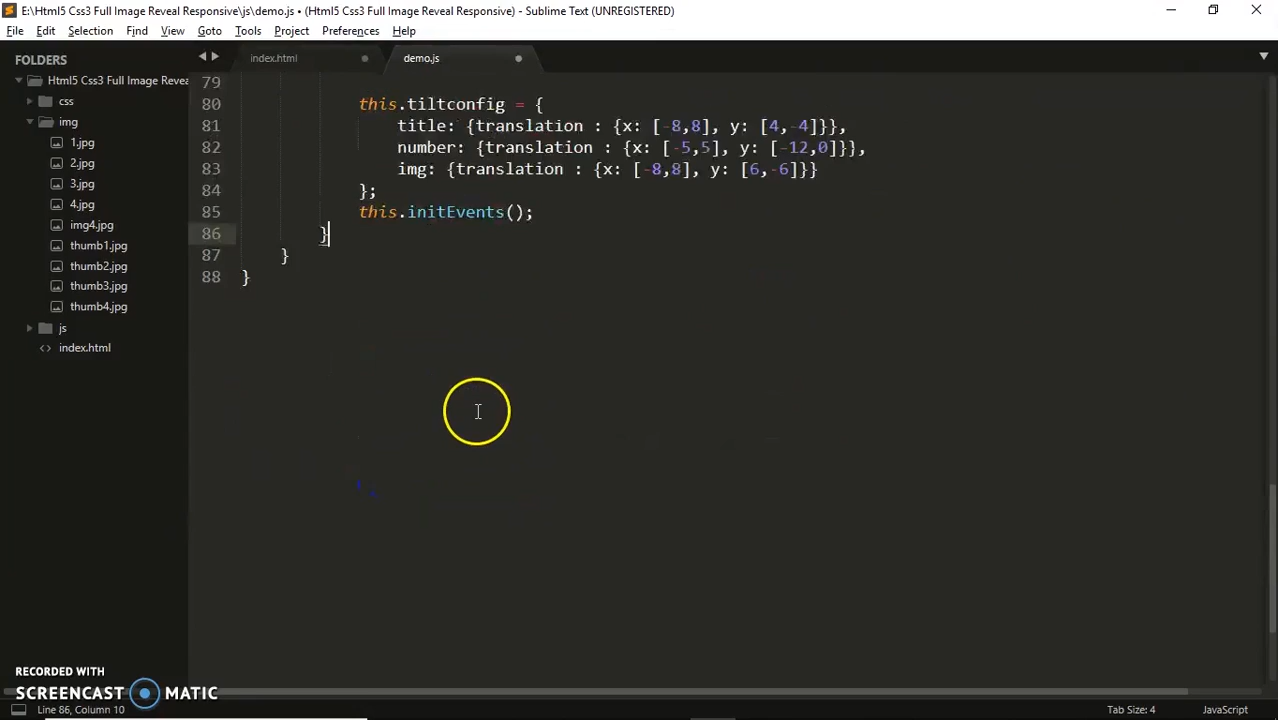 E:\Html5 Css3 Full Image Reveal Responsive\js\demo.js • (Html5 Css3 Full Image Reveal Responsive) - Sublime Text (UNREGISTERED)
File Edit Selection Find View Goto Tools Project Preferences Help
FOLDERS
Html5 Css3 Full Image Revea
css
img
1.jpg
2.jpg
3.jpg
4.jpg
img4.jpg
thumb1.jpg
thumb2.jpg
thumb3.jpg
thumb4.jpg
js
index.html
index.html demo.js
79
80 this.tiltconfig = {
81 title: {translation : {x: [-8,8], y: [4,-4]}},
82 number: {translation : {x: [-5,5], y: [-12,0]}},
83 img: {translation : {x: [-8,8], y: [6,-6]}}
84 };
85 this.initEvents();
86 }
87 }
88 }
RECORDED WITH
SCREENCAST MATIC
Line 86, Column 10 Tab Size: 4 JavaScript